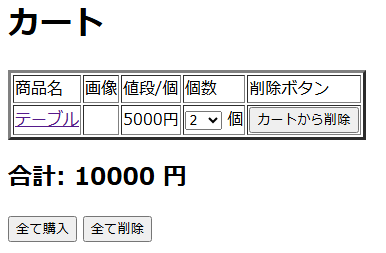 カート
商品名 画像 値段/個 個数 削除ボタン
テーブル 5000円 2 個 カートから削除
合計: 10000 円
全て購入 全て削除